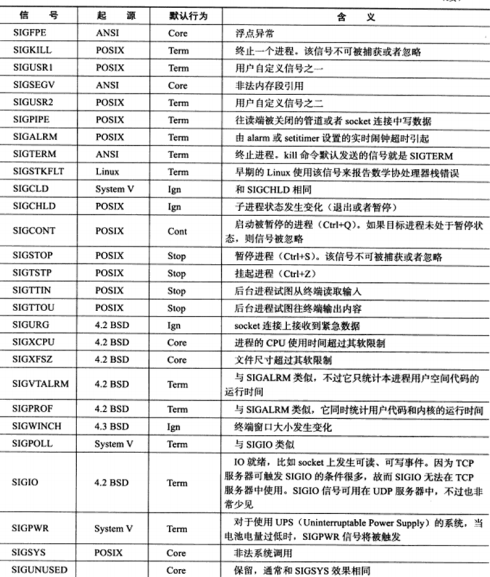 信 号 起 源 默认行为 含 义
SIGFPE ANSI Core 浮点异常
SIGKILL POSIX Term 终止一个进程。该信号不可被捕获或者忽略
SIGUSR1 POSIX Term 用户自定义信号之一
SIGSEGV ANSI Core 非法内存段引用
SIGUSR2 POSIX Term 用户自定义信号之二
SIGPIPE POSIX Term 往读端被关闭的管道或者 socket 连接中写数据
SIGALRM POSIX Term 由 alarm 或 setitimer 设置的实时闹钟超时引起
SIGTERM ANSI Term 终止进程。kill 命令默认发送的信号就是 SIGTERM
SIGSTKFLT Linux Term 早期的 Linux 使用该信号来报告数学协处理器栈错误
SIGCLD System V Ign 和 SIGCHLD 相同
SIGCHLD POSIX Ign 子进程状态发生变化（退出或者暂停）
SIGCONT POSIX Cont 启动被暂停的进程（Ctrl+Q）。如果目标进程未处于暂停状
态，则信号被忽略
SIGSTOP POSIX Stop 暂停进程（Ctrl+S）。该信号不可被捕获或者忽略
SIGTSTP POSIX Stop 挂起进程（Ctrl+Z）
SIGTTIN POSIX Stop 后台进程试图从终端读取输入
SIGTTOU POSIX Stop 后台进程试图往终端输出内容
SIGURG 4.2 BSD Ign socket 连接上接收到紧急数据
SIGXCPU 4.2 BSD Core 进程的 CPU 使用时间超过其软限制
SIGXFSZ 4.2 BSD Core 文件尺寸超过其软限制
SIGVTALRM 4.2 BSD Term 与 SIGALRM 类似，不过它只统计本进程用户空间代码的
运行时间
SIGPROF 4.2 BSD Term 与 SIGALRM 类似，它同时统计用户代码和内核的运行时间
SIGWINCH 4.3 BSD Ign 终端窗口大小发生变化
SIGPOLL System V Term 与 SIGIO 类似
SIGIO 4.2 BSD Term IO 就绪，比如 socket 上发生可读、可写事件。因为 TCP
服务器可触发 SIGIO 的条件很多，故而 SIGIO 无法在 TCP
服务器中使用。SIGIO 信号可用在 UDP 服务器中，不过也非
常少见
SIGPWR System V Term 对于使用 UPS（Uninterruptable Power Supply）的系统，当
电池电量过低时，SIGPWR 信号将被触发
SIGSYS POSIX Core 非法系统调用
SIGUNUSED Core 保留，通常和 SIGSYS 效果相同